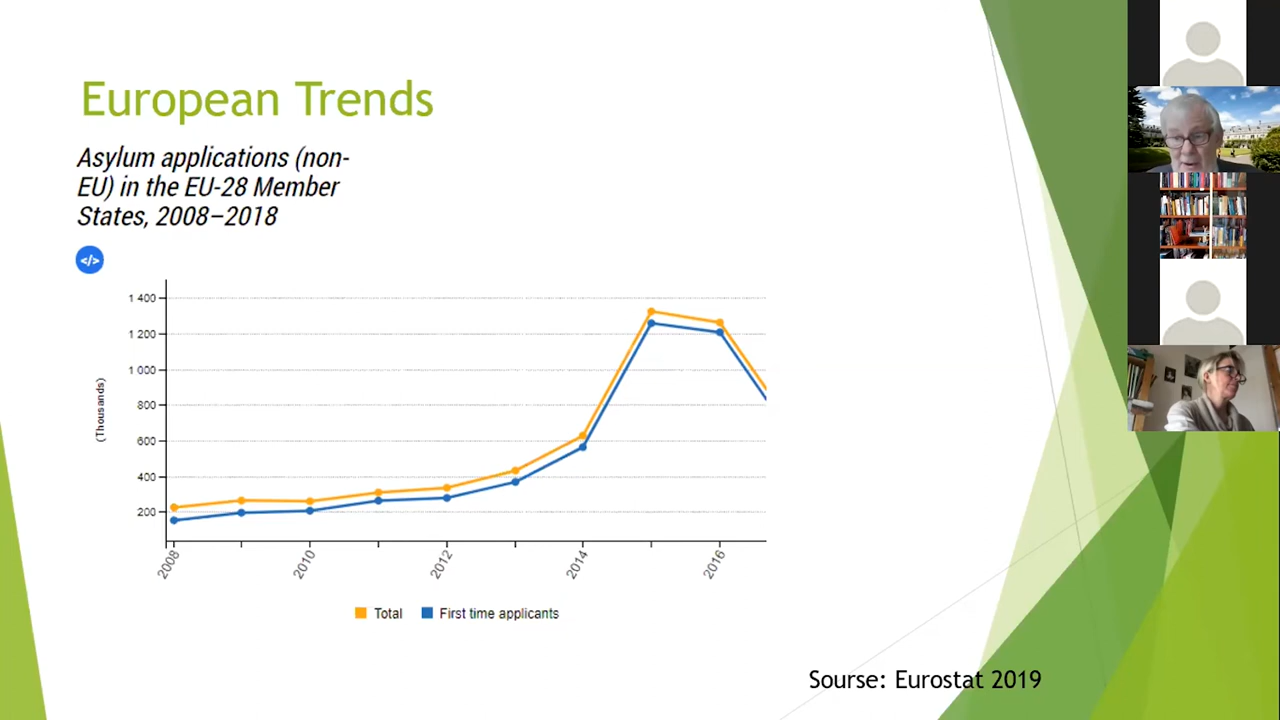 European Trends
Asylum applications (non-
EU) in the EU-28 Member
States, 2008–2018
</>
1 400
1 200
1 000
800
600
400
200
(Thousands)
2008
2010
2012
2014
2016
Total
First time applicants
Sourse: Eurostat 2019